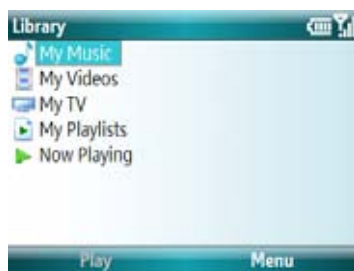 Library
My Music
My Videos
My TV
My Playlists
Now Playing
Play Menu